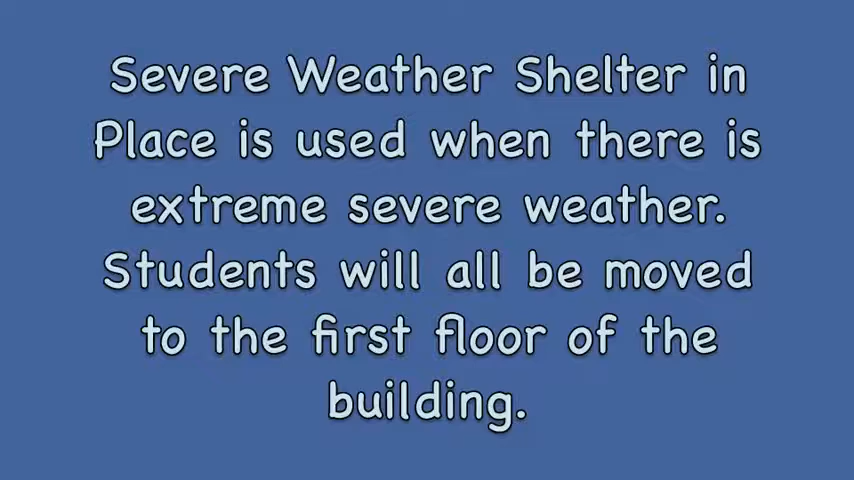 Severe Weather Shelter in
Place is used when there is
extreme severe weather.
Students will all be moved
to the first floor of the
building.